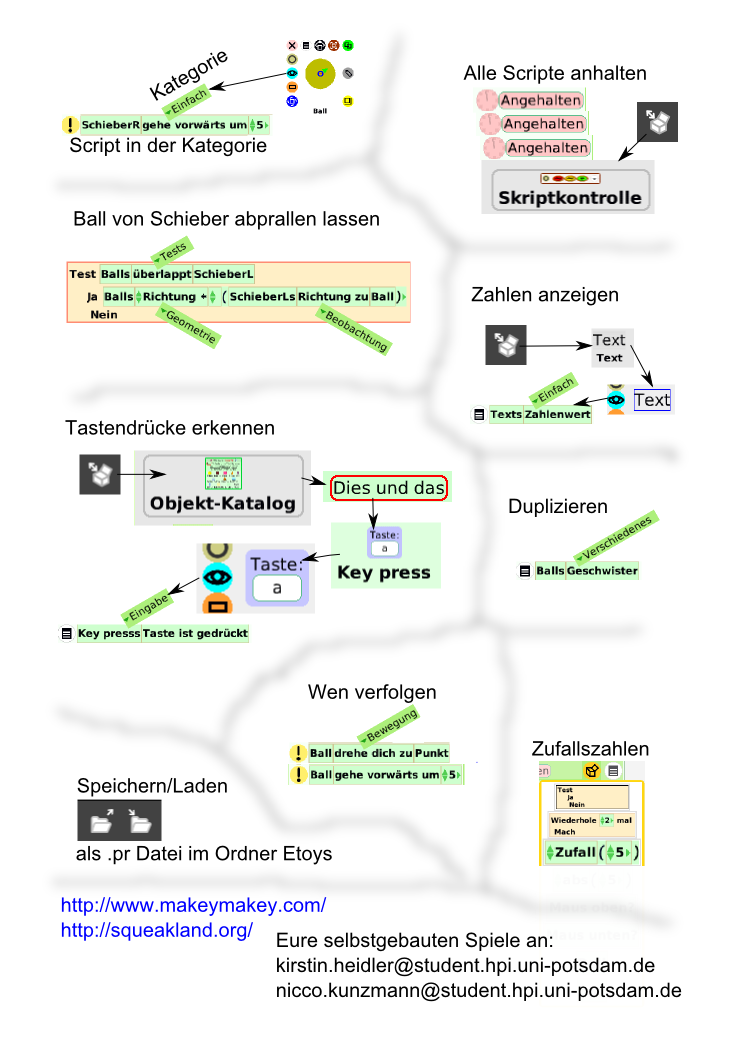 Kategorie
Einfach
Ball
SchieberR gehe vorwärts um 5
Script in der Kategorie
Alle Scripte anhalten
Angehalten
Angehalten
Angehalten
Skriptkontrolle
Ball von Schieber abprallen lassen
Tests
Test Balls überlappt SchieberL
Ja Balls Richtung ← ( SchieberLs Richtung zu Ball )
Nein
Geometrie
Beobachtung
Zahlen anzeigen
Text
Text
Einfach
Text
Texts Zahlenwert
Tastendrücke erkennen
Objekt-Katalog
Dies und das
Taste:
a
Key press
Taste:
a
Eingabe
Key presss Taste ist gedrückt
Duplizieren
Verschiedenes
Balls Geschwister
Wen verfolgen
Bewegung
Ball drehe dich zu Punkt
Ball gehe vorwärts um 5
Zufallszahlen
en
Test
Ja
Nein
Wiederhole 2 mal
Mach
Zufall ( 5 )
Speichern/Laden
als .pr Datei im Ordner Etoys
http://www.makeymakey.com/
http://squeakland.org/
Eure selbstgebauten Spiele an:
kirstin.heidler@student.hpi.uni-potsdam.de
nicco.kunzmann@student.hpi.uni-potsdam.de